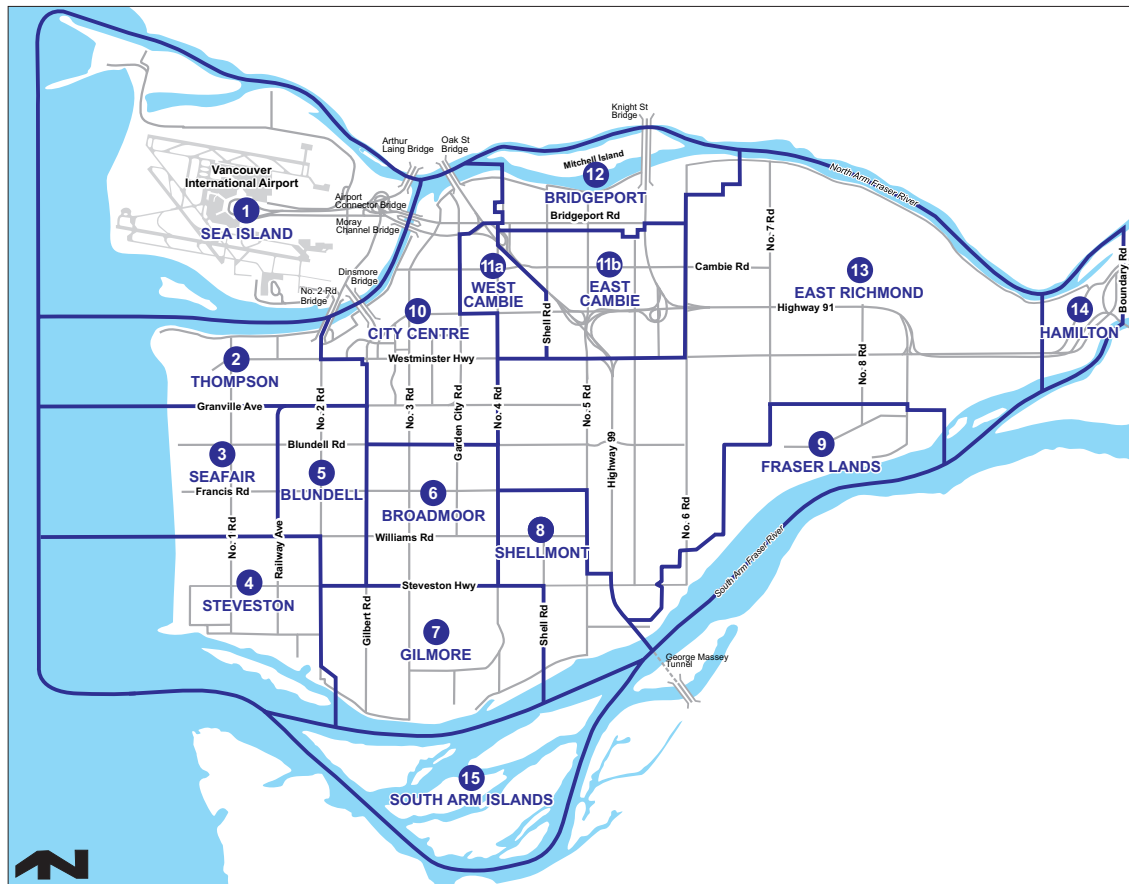 Knight St
Bridge
Arthur
Laing Bridge
Oak St
Bridge
Mitchell Island
12
BRIDGEPORT
Bridgeport Rd
North Arm Fraser River
Vancouver
International Airport
1
SEA ISLAND
Airport
Connector Bridge
Moray
Channel Bridge
Dinsmore
Bridge
No. 2 Rd
Bridge
11a
WEST
CAMBIE
11b
EAST
CAMBIE
Cambie Rd
No. 7 Rd
13
EAST RICHMOND
Highway 91
Boundary Rd
14
HAMILTON
10
CITY CENTRE
Shell Rd
Westminster Hwy
2
THOMPSON
Granville Ave
No. 2 Rd
No. 3 Rd
Garden City Rd
No. 4 Rd
No. 5 Rd
No. 8 Rd
Blundell Rd
3
SEAFAIR
Francis Rd
5
BLUNDELL
6
BROADMOOR
Highway 99
9
FRASER LANDS
No. 1 Rd
Railway Ave
Williams Rd
8
SHELLMONT
No. 6 Rd
South Arm Fraser River
4
STEVESTON
Steveston Hwy
Gilbert Rd
7
GILMORE
Shell Rd
George Massey
Tunnel
15
SOUTH ARM ISLANDS
N